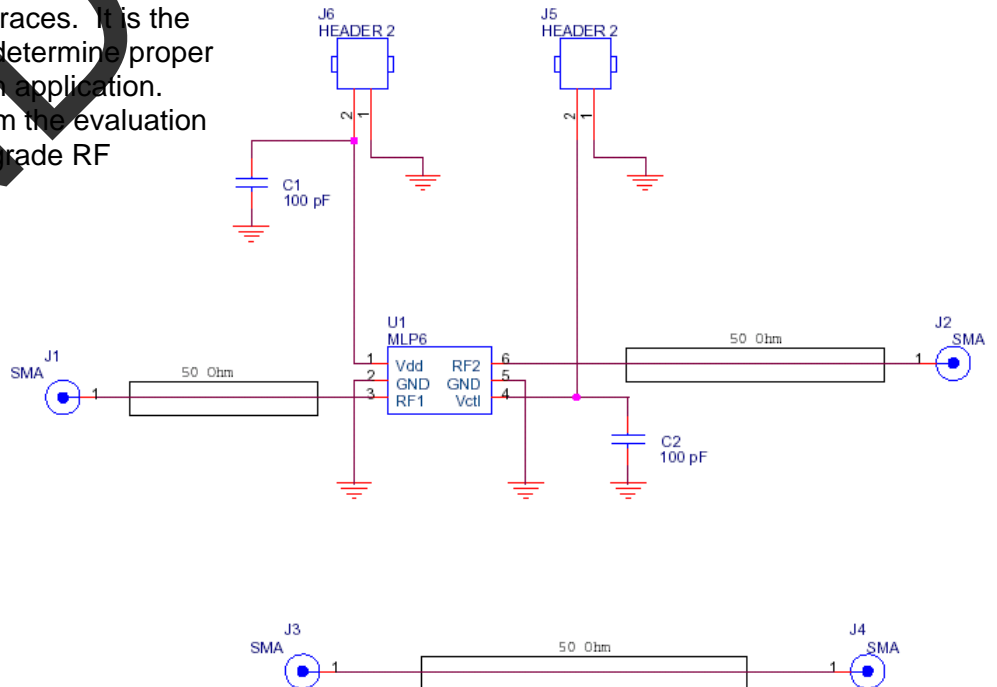 races. It is the
determine proper
application.
the evaluation
grade RF
J6
HEADER 2
2
1
J5
HEADER 2
2
1
C1
100 pF
U1
MLP6
1
Vdd
RF2
6
2
GND
GND
5
3
RF1
Vctl
4
J1
SMA
1
50 Ohm
50 Ohm
1
J2
SMA
C2
100 pF
J3
SMA
1
50 Ohm
1
J4
SMA